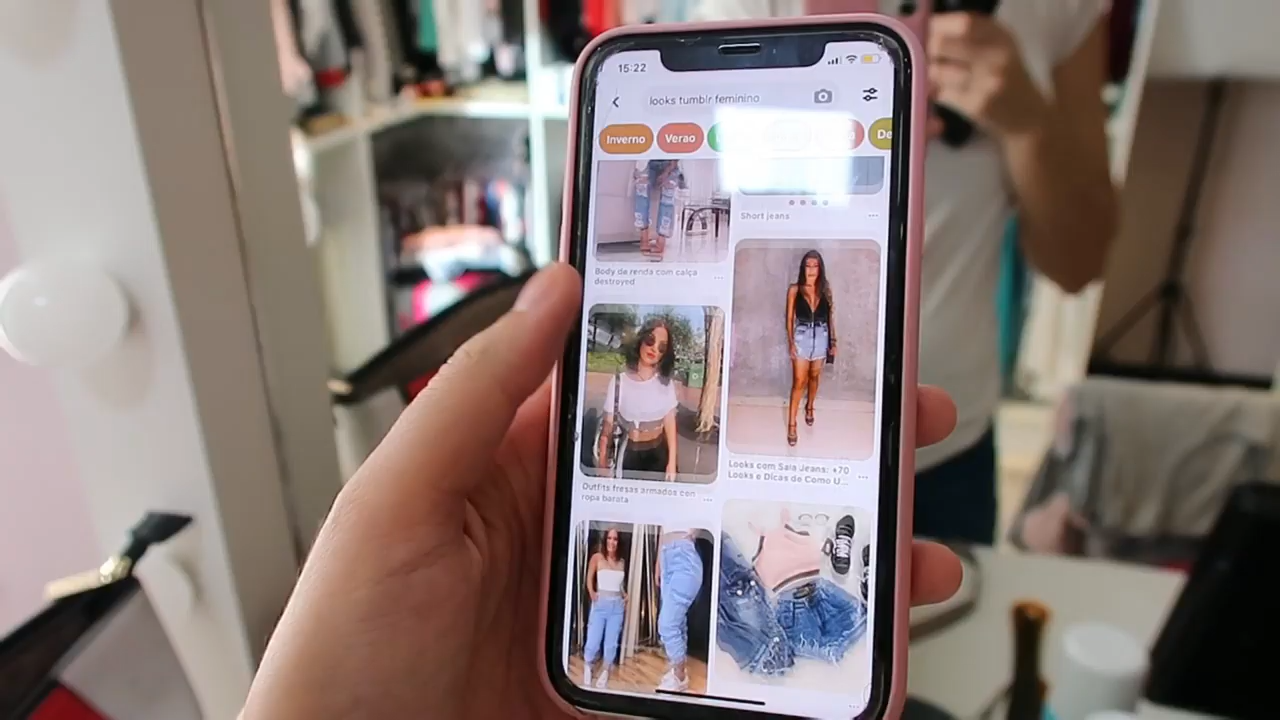 15:22
looks tumblr feminino
Inverno
Verao
De
Short jeans
Body de renda com calça
destroyed
Looks com Saia Jeans: +70
Looks e Dicas de Como U...
Outfits fresas armados con
ropa barata